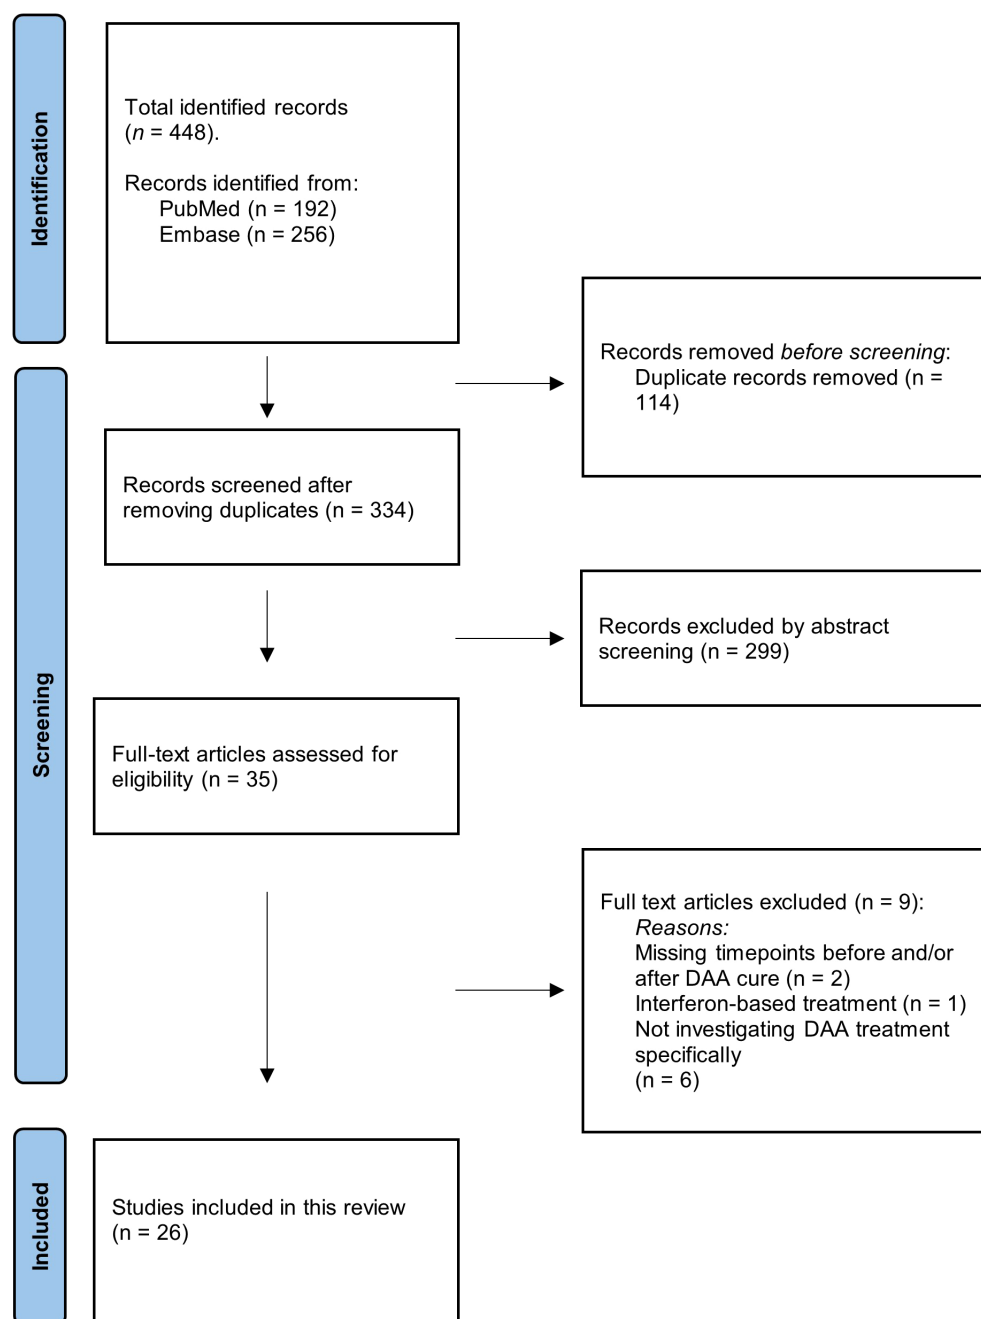 Identification
Total identified records
(n = 448).
Records identified from:
PubMed (n = 192)
Embase (n = 256)
Records removed before screening:
Duplicate records removed (n =
114)
Screening
Records screened after
removing duplicates (n = 334)
Records excluded by abstract
screening (n = 299)
Full-text articles assessed for
eligibility (n = 35)
Full text articles excluded (n = 9):
Reasons:
Missing timepoints before and/or
after DAA cure (n = 2)
Interferon-based treatment (n = 1)
Not investigating DAA treatment
specifically
(n = 6)
Included
Studies included in this review
(n = 26)